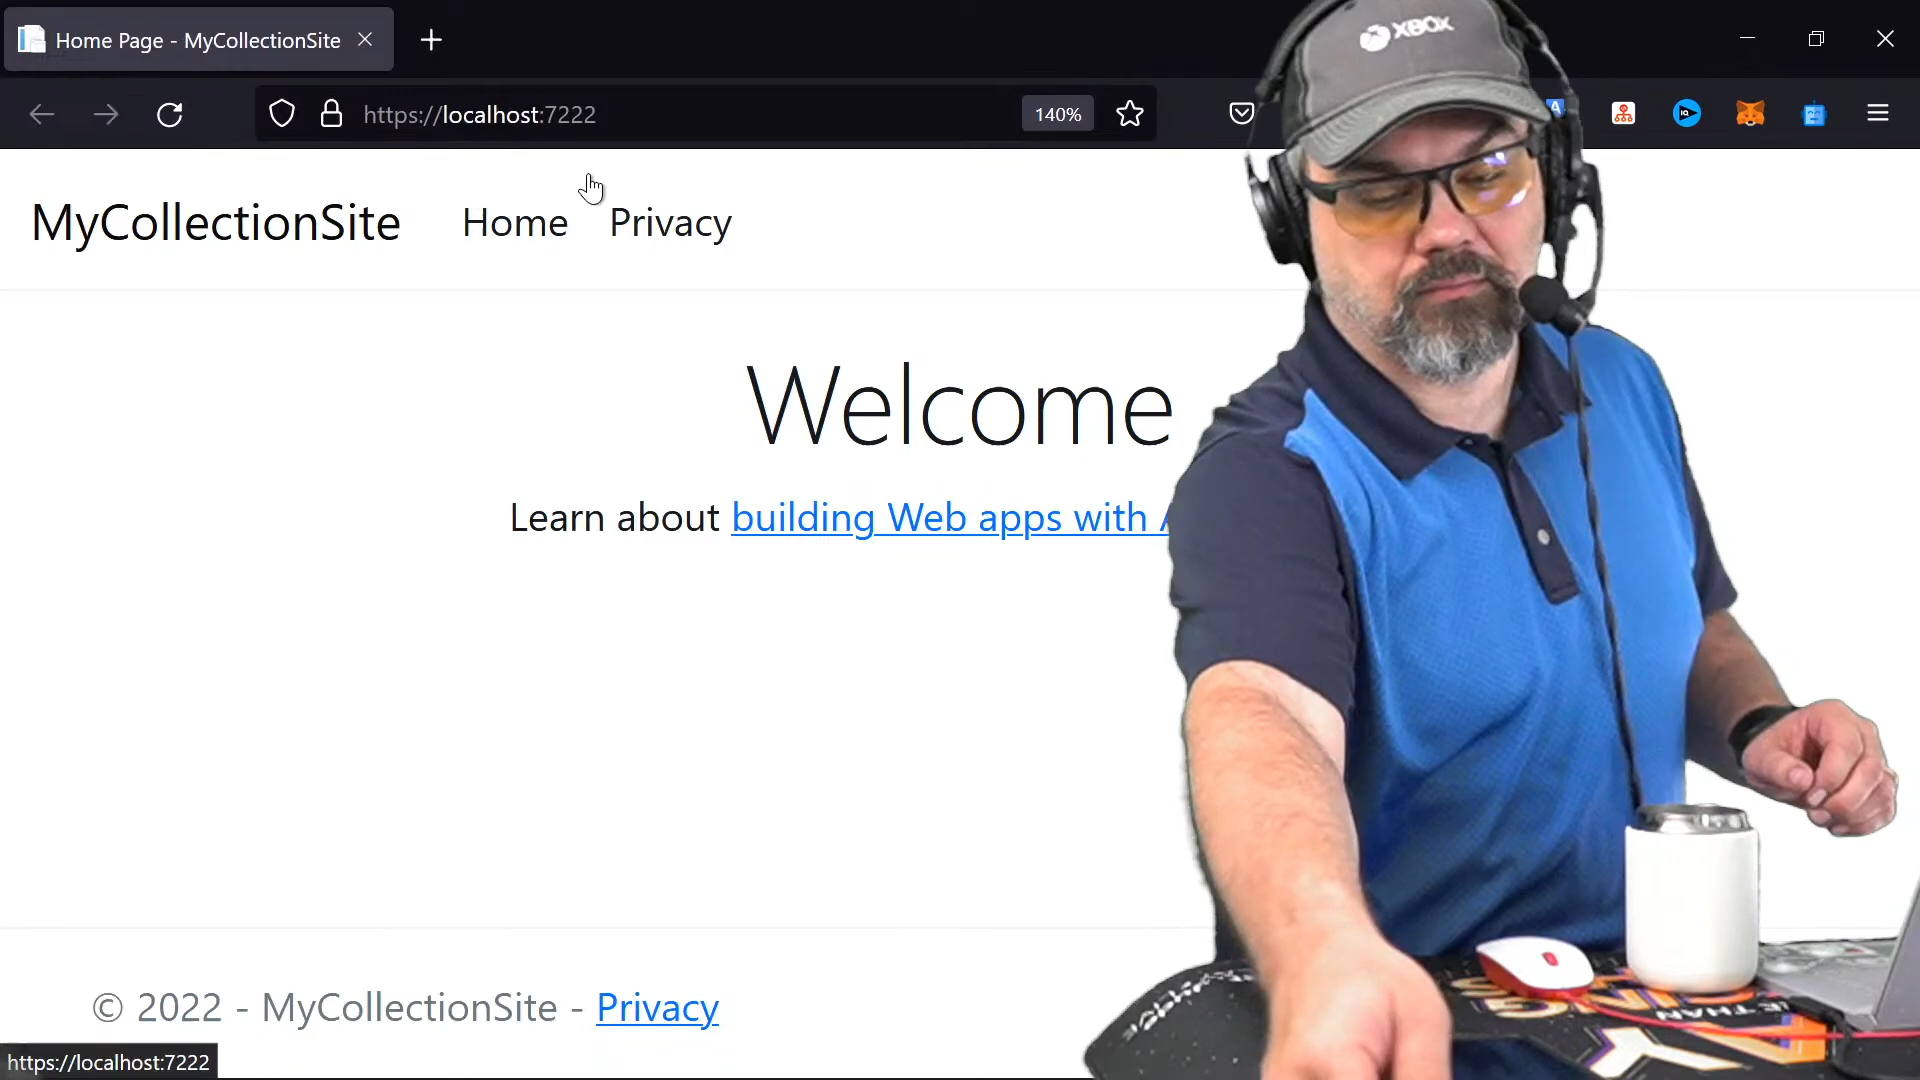 Home Page - MyCollectionSite
https://localhost:7222
140%
XBOX
MyCollectionSite Home Privacy
Welcome
Learn about building Web apps with
© 2022 - MyCollectionSite - Privacy
https://localhost:7222